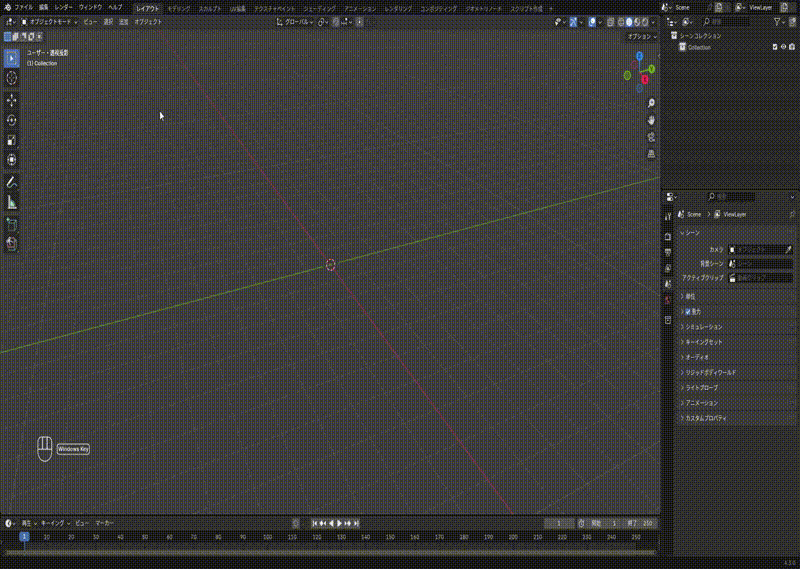 ファイル 編集 レンダー ウィンドウ ヘルプ レイアウト モデリング スカルプト UV編集 テクスチャペイント シェーディング アニメーション レンダリング コンポジティング ジオメトリノード スクリプト作成 + Scene ViewLayer
オブジェクトモード ビュー 選択 追加 オブジェクト グローバル
オプション
ユーザー・透視投影
(1) Collection
シーンコレクション
Collection
Scene ViewLayer
シーン
カメラ オブジェクト
背景シーン シーン
アクティブクリップ
単位
重力
シミュレーション
キーイングセット
オーディオ
リジッドボディワールド
ライトプローブ
アニメーション
カスタムプロパティ
Windows Key
再生 キーイング ビュー マーカー 1 開始 1 終了 250
1 10 20 30 40 50 60 70 80 90 100 110 120 130 140 150 160 170 180 190 200 210 220 230 240 250